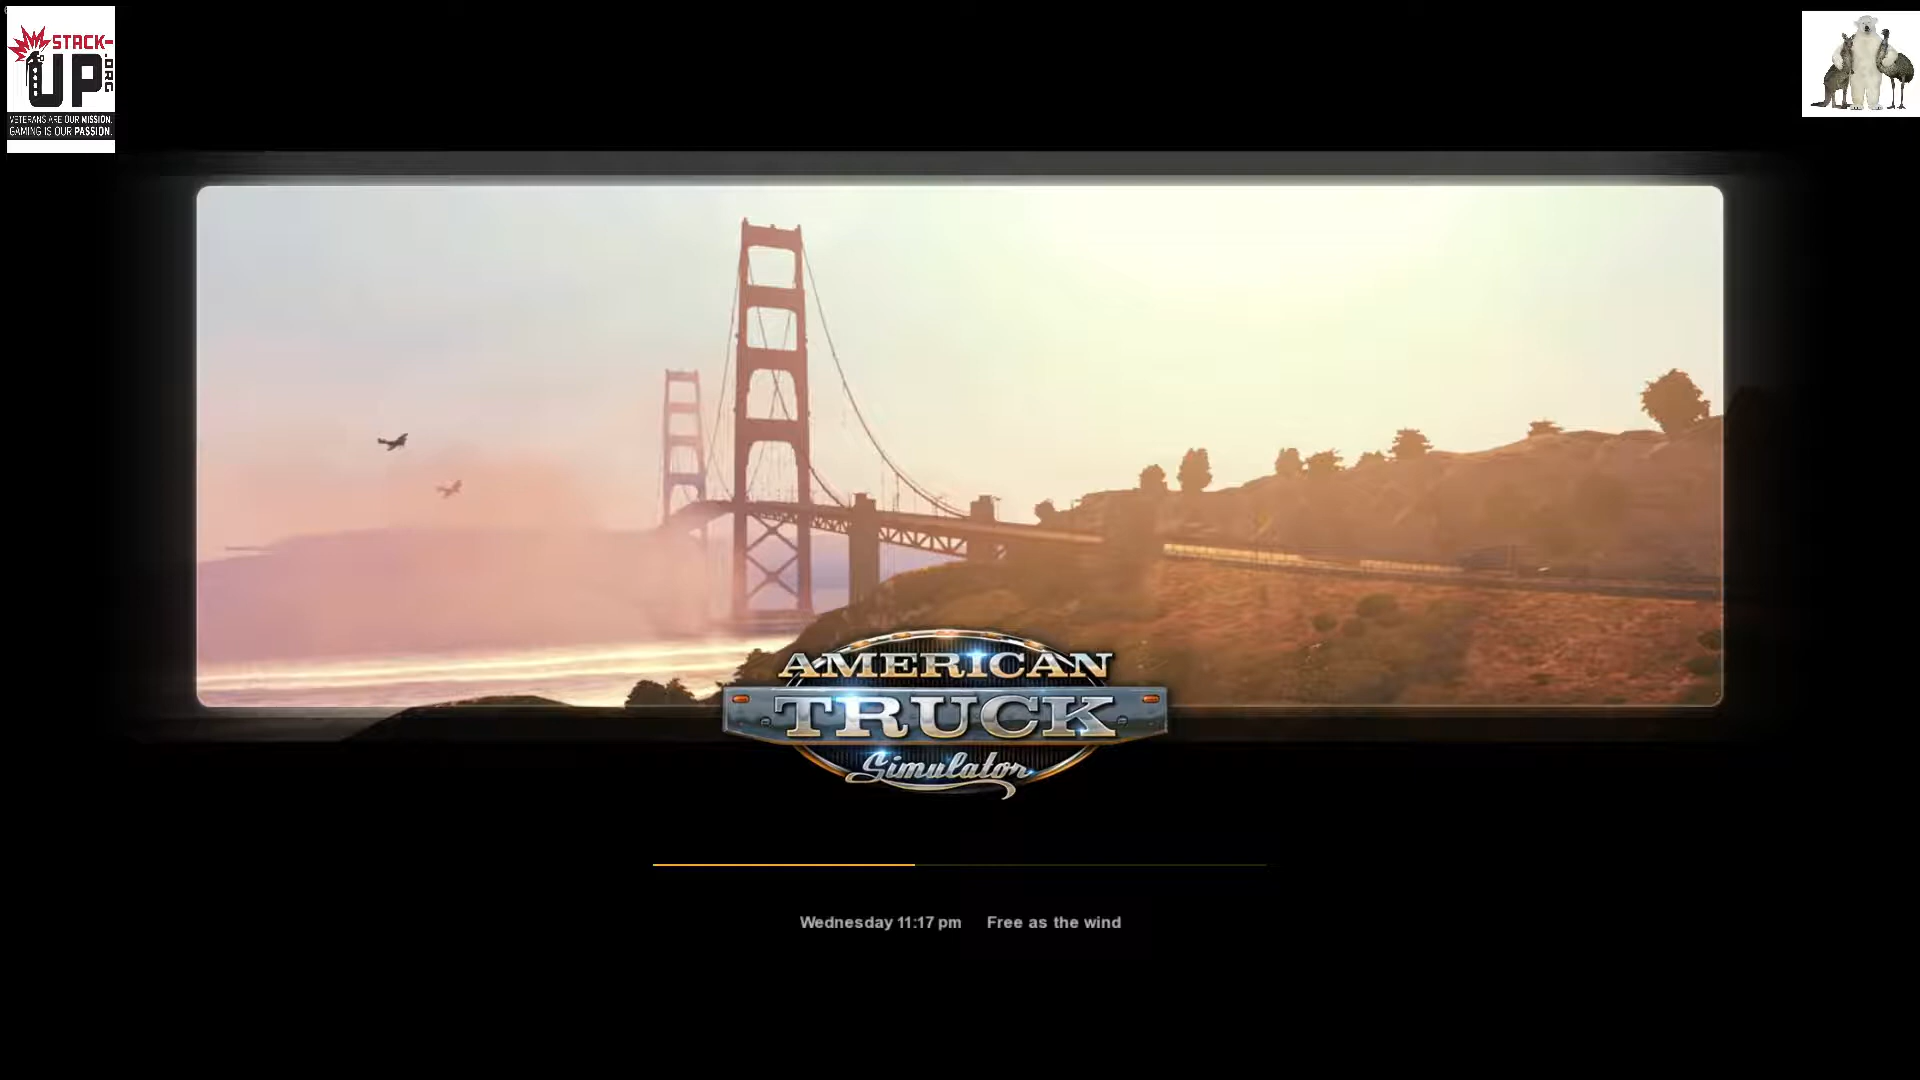 STACK-
UP
.ORG
VETERANS ARE OUR MISSION.
GAMING IS OUR PASSION.
AMERICAN
TRUCK
Simulator
Wednesday 11:17 pm Free as the wind